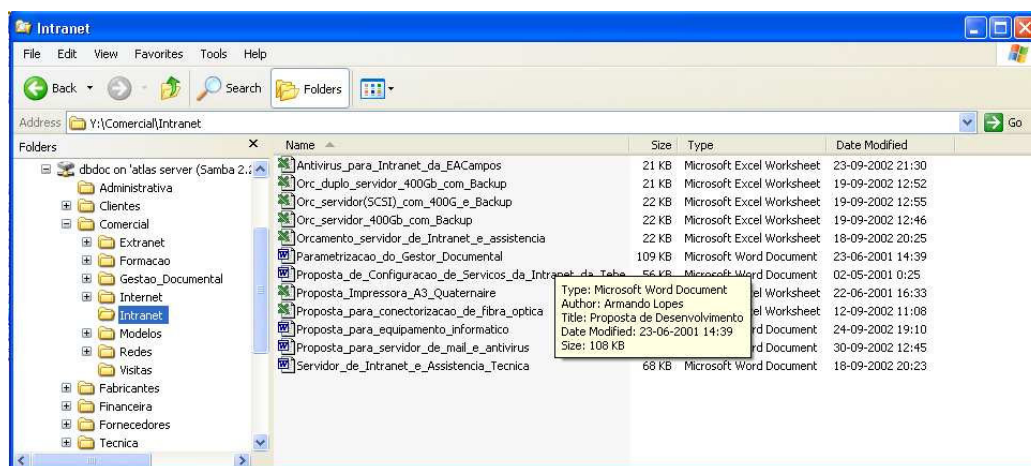 Intranet
File Edit View Favorites Tools Help
Back Search Folders
Address Y:\Comercial\Intranet Go
Folders Name Size Type Date Modified
dbdoc on 'atlas server (Samba 2.2
Administrativa
Clientes
Comercial
Extranet
Formacao
Gestao_Documental
Internet
Intranet
Modelos
Redes
Visitas
Fabricantes
Financeira
Fornecedores
Tecnica
Antivirus_para_Intranet_da_EACampos 21 KB Microsoft Excel Worksheet 23-09-2002 21:30
Orc_duplo_servidor_400Gb_com_Backup 21 KB Microsoft Excel Worksheet 19-09-2002 12:52
Orc_servidor(SCSI)_com_400G_e_Backup 22 KB Microsoft Excel Worksheet 19-09-2002 12:55
Orc_servidor_400Gb_com_Backup 22 KB Microsoft Excel Worksheet 19-09-2002 12:46
Orcamento_servidor_de_Intranet_e_assistencia 22 KB Microsoft Excel Worksheet 18-09-2002 20:25
Parametrizacao_do_Gestor_Documental 109 KB Microsoft Word Document 23-06-2001 14:39
Proposta_de_Configuracao_de_Servicos_da_Intranet_da_Tebe 56 KB Microsoft Word Document 02-05-2001 0:25
Proposta_Impressora_A3_Quaternaire el Worksheet 22-06-2001 16:33
Proposta_para_conectorizacao_de_fibra_optica el Worksheet 12-09-2002 11:08
Proposta_para_equipamento_informatico rd Document 24-09-2002 19:10
Proposta_para_servidor_de_mail_e_antivirus rd Document 30-09-2002 12:45
Servidor_de_Intranet_e_Assistencia_Tecnica 68 KB Microsoft Word Document 18-09-2002 20:23
Type: Microsoft Word Document
Author: Armando Lopes
Title: Proposta de Desenvolvimento
Date Modified: 23-06-2001 14:39
Size: 108 KB